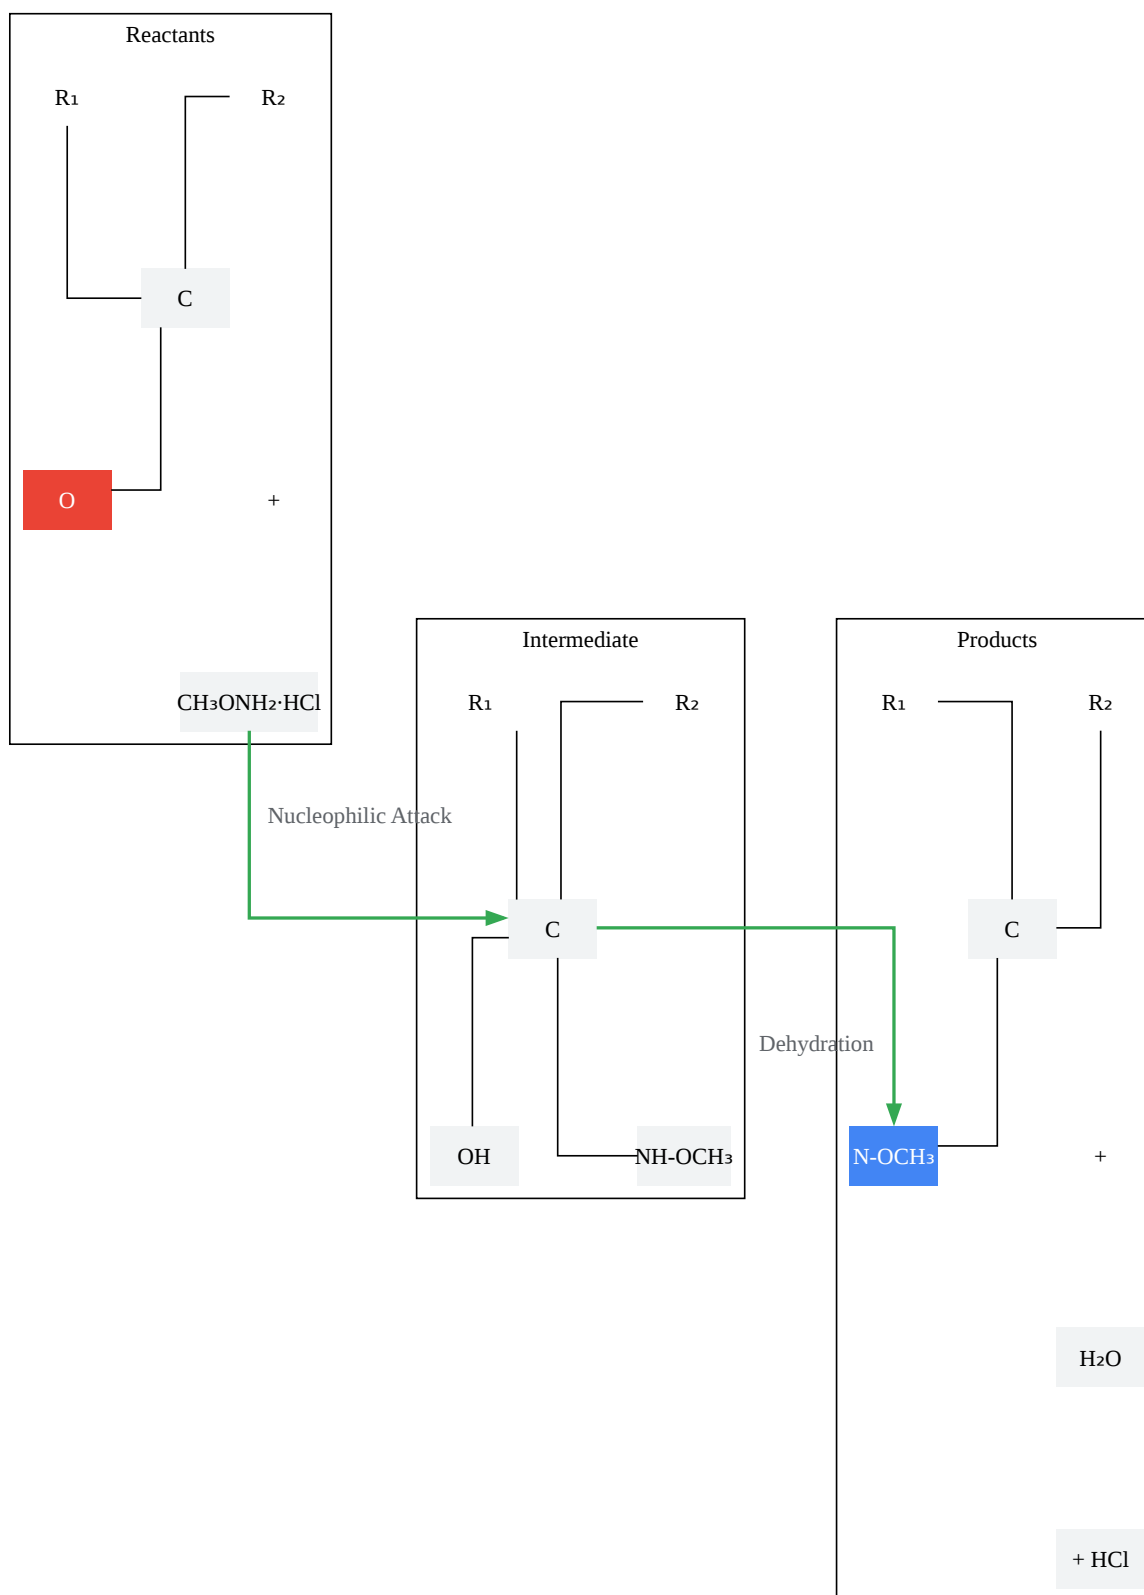 Reactants
R₁
R₂
C
O
+
CH₃ONH₂·HCl
Nucleophilic Attack
Intermediate
R₁
R₂
C
OH
NH-OCH₃
Dehydration
Products
R₁
R₂
C
N-OCH₃
+
H₂O
+ HCl